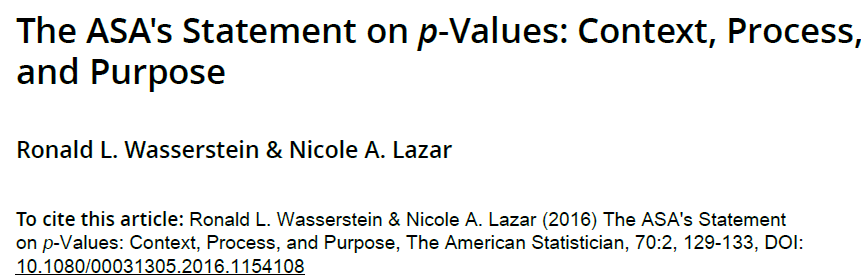 The ASA's Statement on p-Values: Context, Process,
and Purpose
Ronald L. Wasserstein & Nicole A. Lazar
To cite this article: Ronald L. Wasserstein & Nicole A. Lazar (2016) The ASA's Statement
on p-Values: Context, Process, and Purpose, The American Statistician, 70:2, 129-133, DOI:
10.1080/00031305.2016.1154108